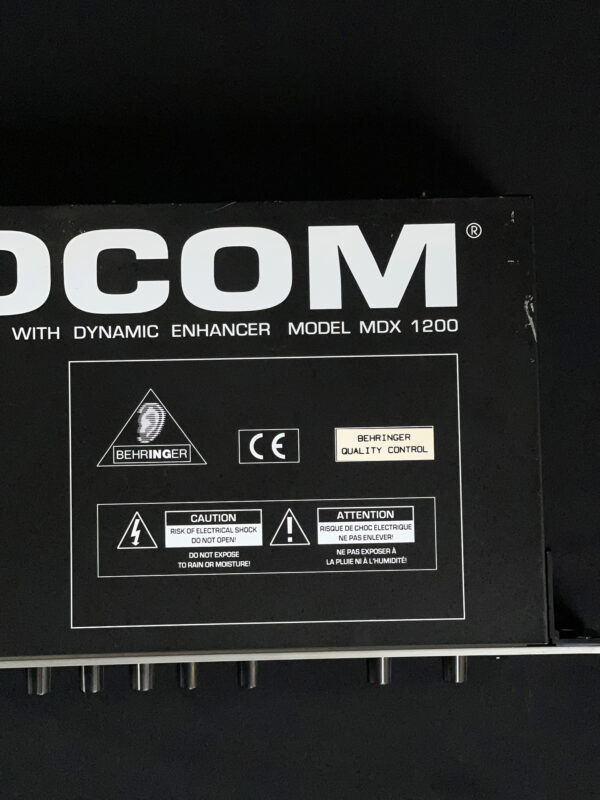 OCOM®
WITH DYNAMIC ENHANCER MODEL MDX 1200
BEHRINGER
CE
BEHRINGER
QUALITY CONTROL
CAUTION
RISK OF ELECTRICAL SHOCK
DO NOT OPEN!
DO NOT EXPOSE
TO RAIN OR MOISTURE!
ATTENTION
RISQUE DE CHOC ÉLECTRIQUE
NE PAS ENLEVER!
NE PAS EXPOSER À
LA PLUIE NI À L'HUMIDITÉ!